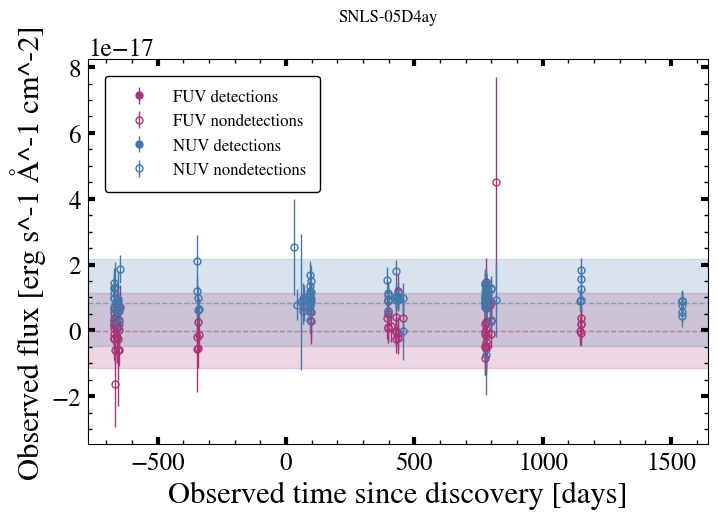 SNLS-05D4ay
1e−17
FUV detections
FUV nondetections
NUV detections
NUV nondetections
8
6
4
2
0
−2
−500
0
500
1000
1500
Observed time since discovery [days]
Observed flux [erg s^-1 Å^-1 cm^-2]